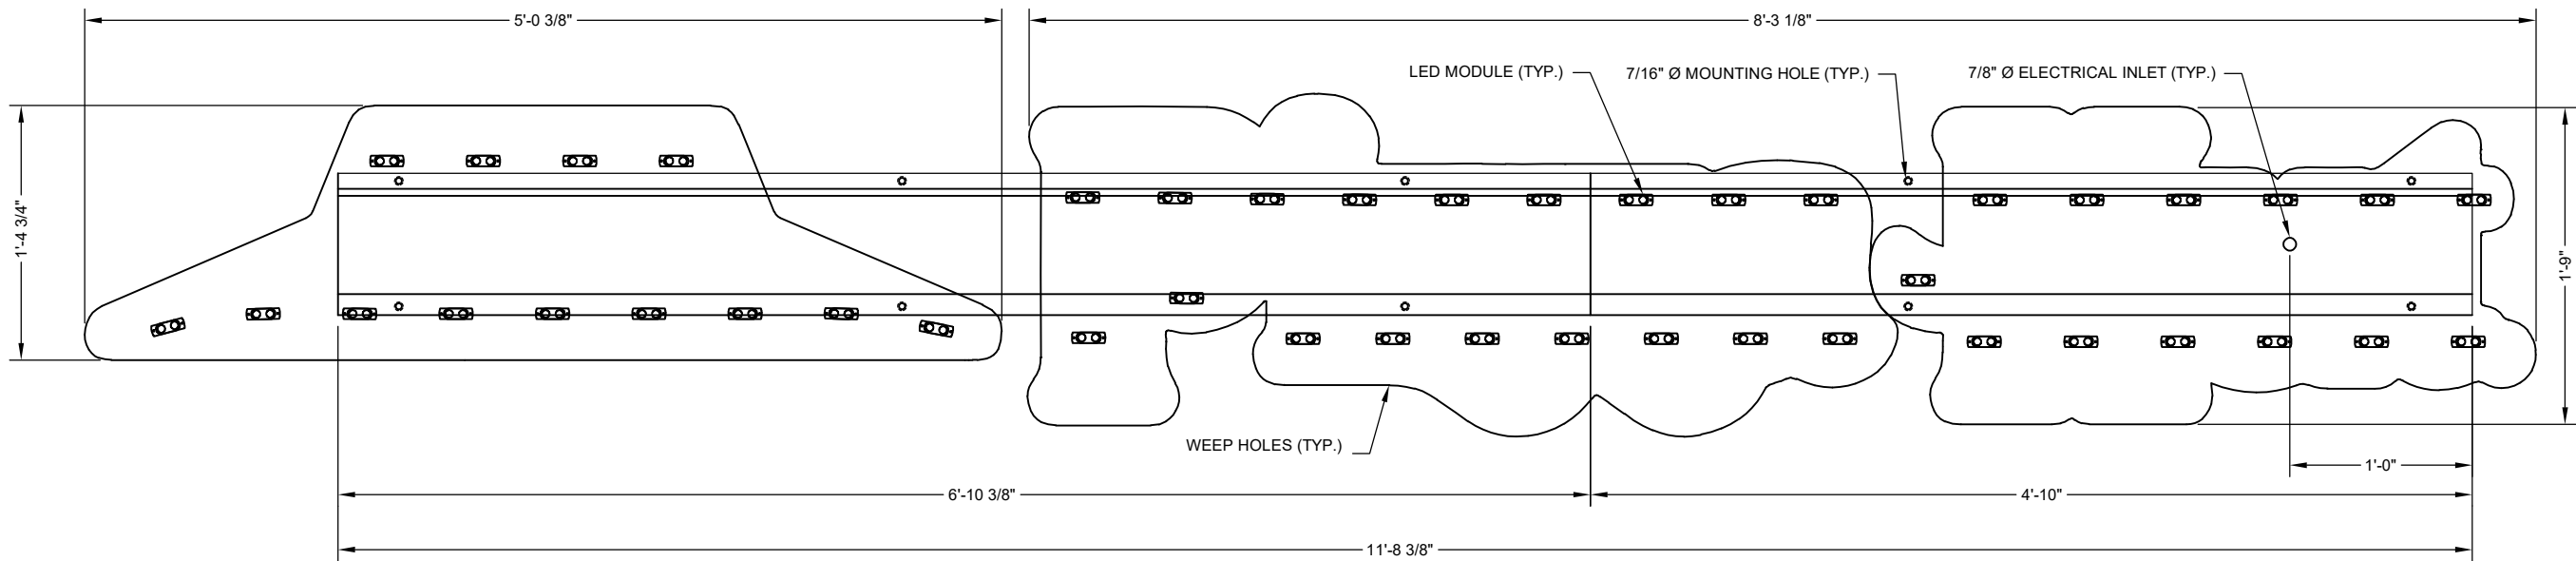 5'-0 3/8"
8'-3 1/8"
LED MODULE (TYP.)
7/16" Ø MOUNTING HOLE (TYP.)
7/8" Ø ELECTRICAL INLET (TYP.)
1'-4 3/4"
1'-9"
WEEP HOLES (TYP.)
1'-0"
6'-10 3/8"
4'-10"
11'-8 3/8"